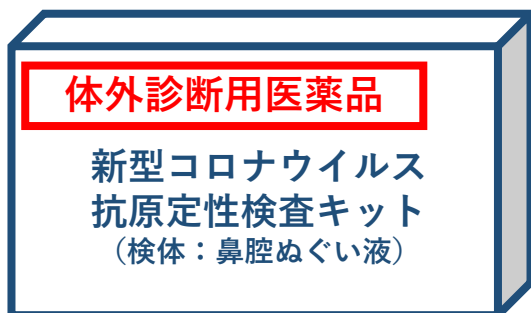 体外診断用医薬品
新型コロナウイルス
抗原定性検査キット
（検体：鼻腔ぬぐい液）